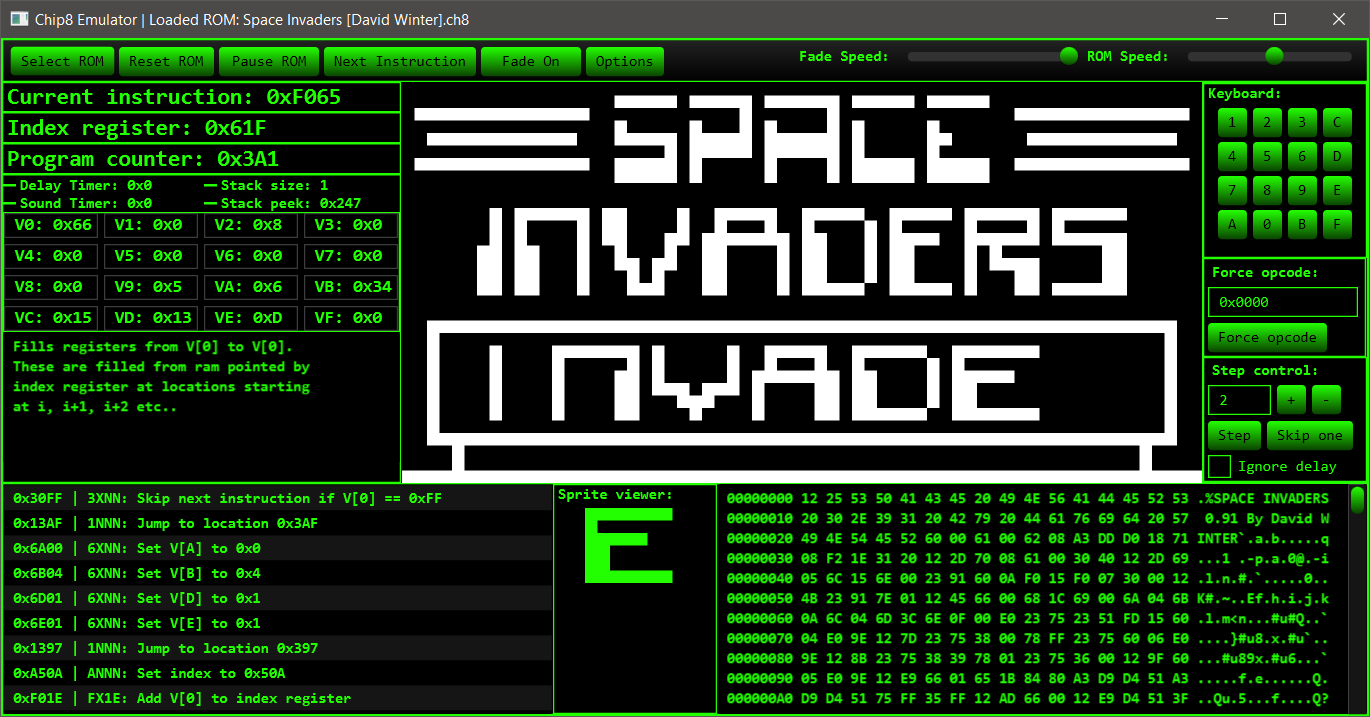 Chip8 Emulator | Loaded ROM: Space Invaders [David Winter].ch8
Select ROM Reset ROM Pause ROM Next Instruction Fade On Options Fade Speed: ROM Speed:
Current instruction: 0xF065
Index register: 0x61F
Program counter: 0x3A1
Delay Timer: 0x0 Stack size: 1
Sound Timer: 0x0 Stack peek: 0x247
V0: 0x66 V1: 0x0 V2: 0x8 V3: 0x0
V4: 0x0 V5: 0x0 V6: 0x0 V7: 0x0
V8: 0x0 V9: 0x5 VA: 0x6 VB: 0x34
VC: 0x15 VD: 0x13 VE: 0xD VF: 0x0
Fills registers from V[0] to V[0].
These are filled from ram pointed by
index register at locations starting
at i, i+1, i+2 etc..
SPACE
INVADERS
INVADE
Keyboard:
1 2 3 C
4 5 6 D
7 8 9 E
A 0 B F
Force opcode:
0x0000
Force opcode
Step control:
2 + -
Step Skip one
Ignore delay
0x30FF | 3XNN: Skip next instruction if V[0] == 0xFF
0x13AF | 1NNN: Jump to location 0x3AF
0x6A00 | 6XNN: Set V[A] to 0x0
0x6B04 | 6XNN: Set V[B] to 0x4
0x6D01 | 6XNN: Set V[D] to 0x1
0x6E01 | 6XNN: Set V[E] to 0x1
0x1397 | 1NNN: Jump to location 0x397
0xA50A | ANNN: Set index to 0x50A
0xF01E | FX1E: Add V[0] to index register
Sprite viewer:
E
00000000 12 25 53 50 41 43 45 20 49 4E 56 41 44 45 52 53 .%SPACE INVADERS
00000010 20 30 2E 39 31 20 42 79 20 44 61 76 69 64 20 57  0.91 By David W
00000020 49 4E 54 45 52 60 00 61 00 62 08 A3 DD D0 18 71 INTER`.a.b.....q
00000030 08 F2 1E 31 20 12 2D 70 08 61 00 30 40 12 2D 69 ...1 .-p.a.0@.-i
00000040 05 6C 15 6E 00 23 91 60 0A F0 15 F0 07 30 00 12 .l.n.#.`.....0..
00000050 4B 23 91 7E 01 12 45 66 00 68 1C 69 00 6A 04 6B K#.~..Ef.h.i.j.k
00000060 0A 6C 04 6D 3C 6E 0F 00 E0 23 75 23 51 FD 15 60 .l.m<n...#u#Q..`
00000070 04 E0 9E 12 7D 23 75 38 00 78 FF 23 75 60 06 E0 ....}#u8.x.#u`..
00000080 9E 12 8B 23 75 38 39 78 01 23 75 36 00 12 9F 60 ...#u89x.#u6...`
00000090 05 E0 9E 12 E9 66 01 65 1B 84 80 A3 D9 D4 51 A3 .....f.e......Q.
000000A0 D9 D4 51 75 FF 35 FF 12 AD 66 00 12 E9 D4 51 3F ..Qu.5...f....Q?